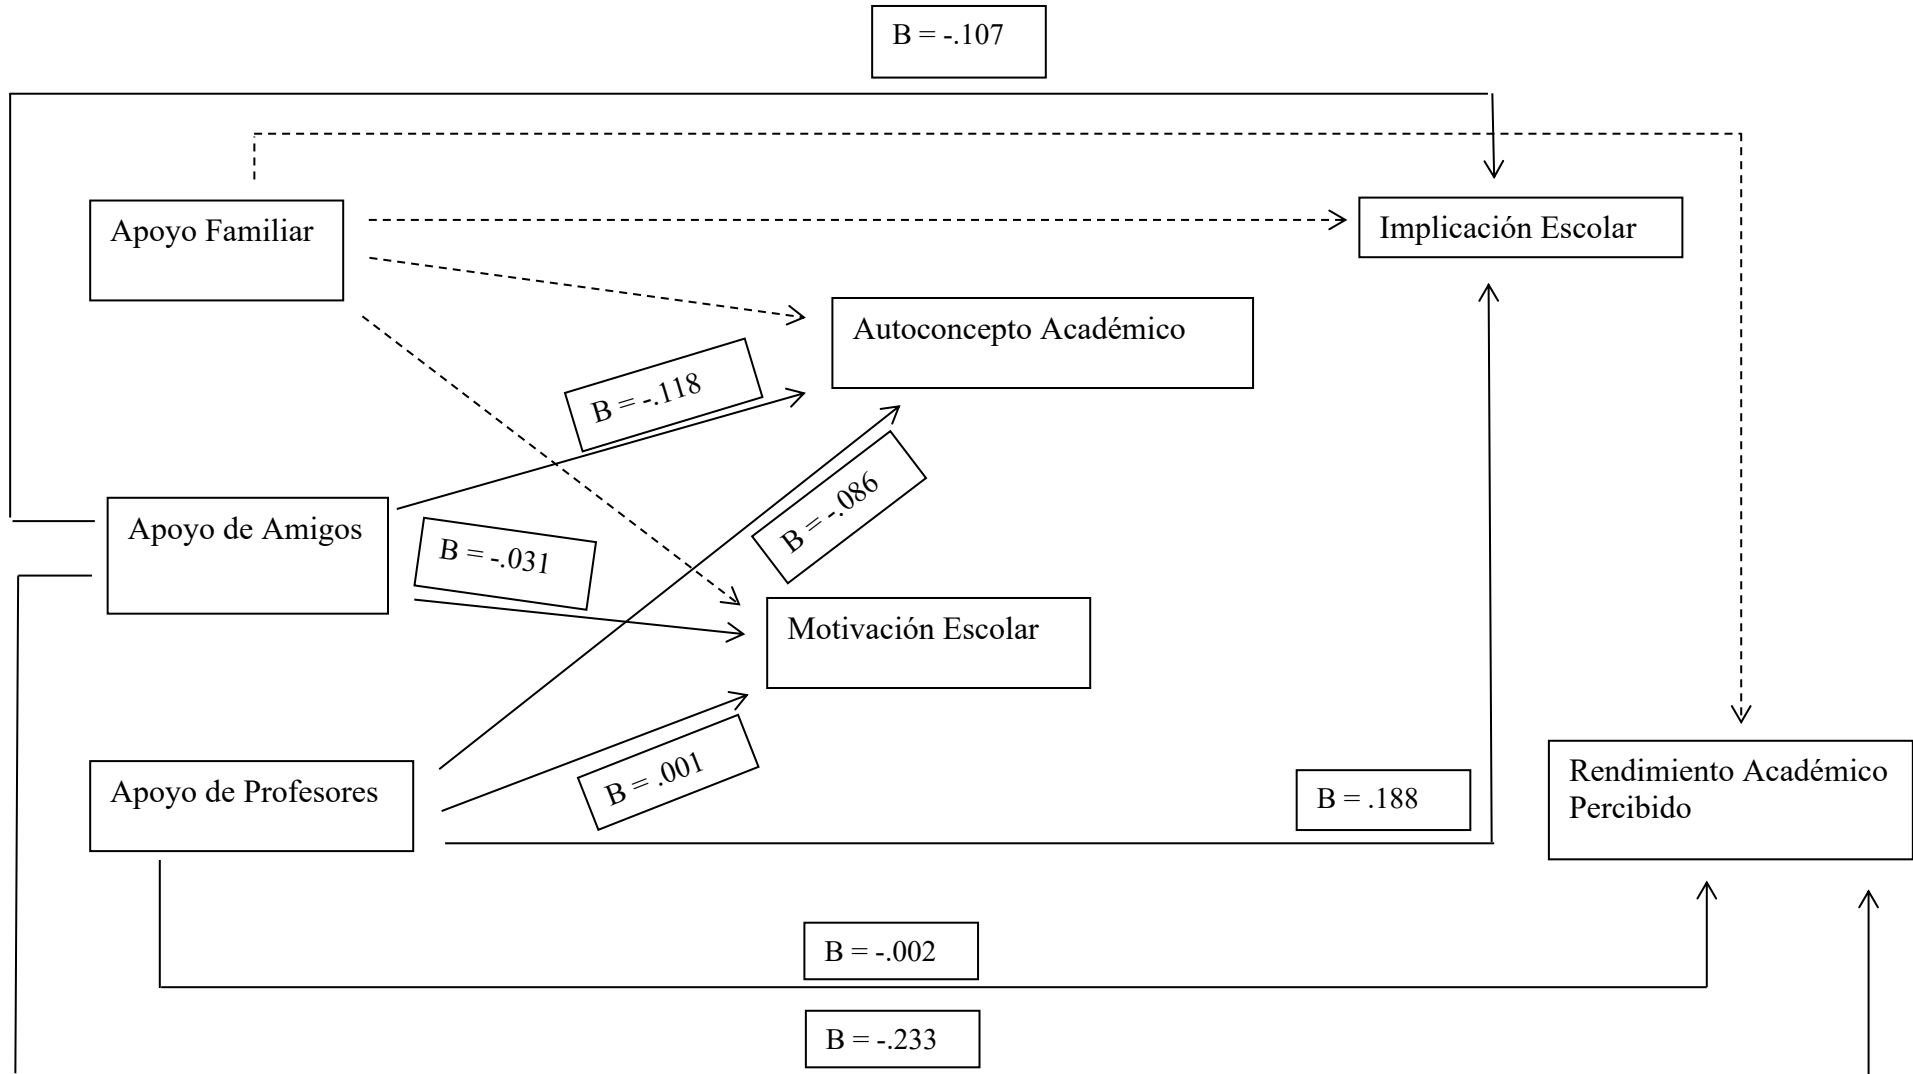 B = -.107
Apoyo Familiar
Implicación Escolar
Autoconcepto Académico
B = -.118
B = -.086
Apoyo de Amigos
B = -.031
Motivación Escolar
B = .001
Apoyo de Profesores
B = .188
Rendimiento Académico
Percibido
B = -.002
B = -.233